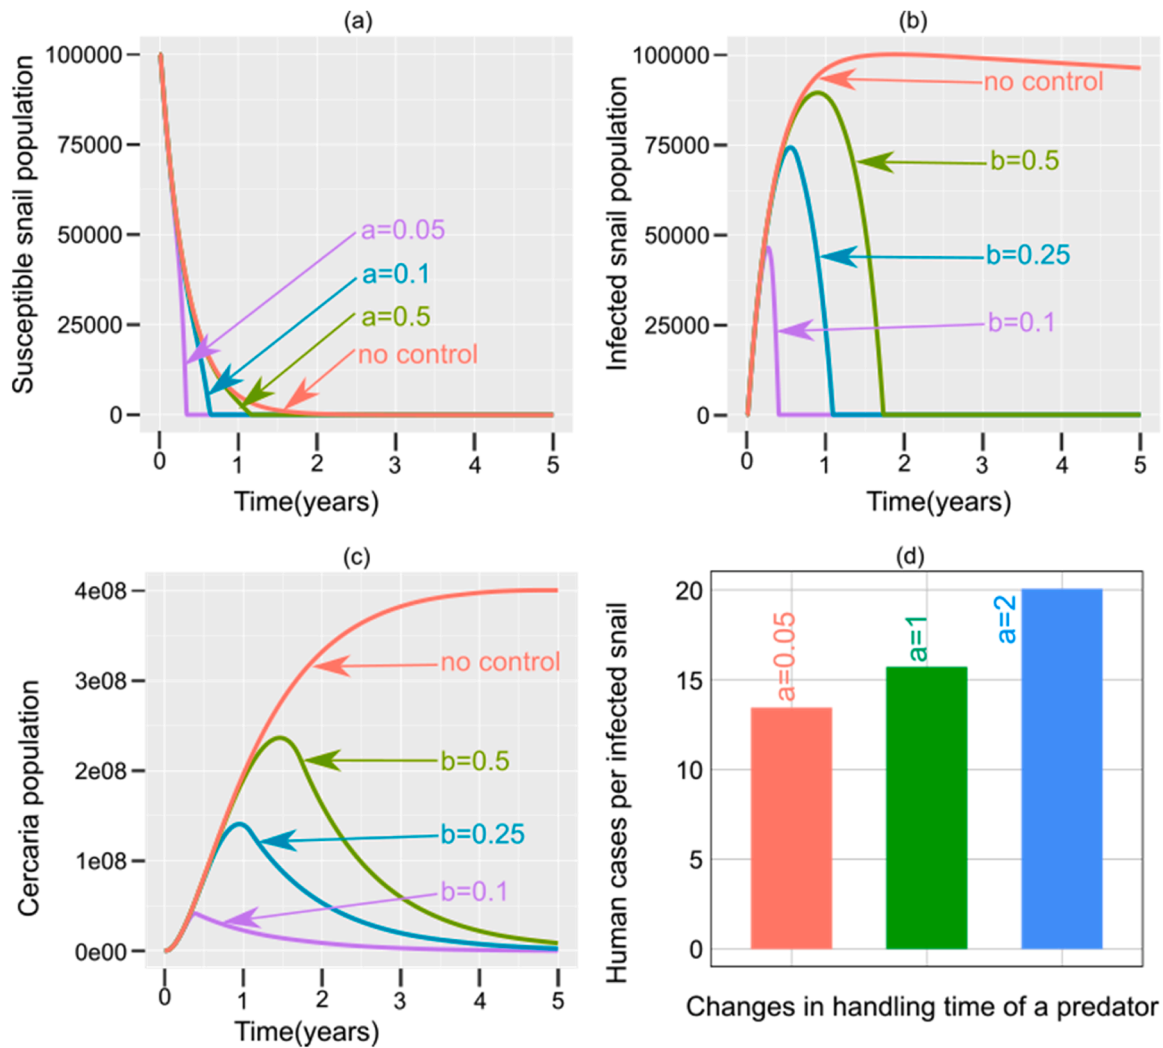 (a)
Susceptible snail population
100000
75000
50000
25000
0
a=0.05
a=0.1
a=0.5
no control
0 1 2 3 4 5
Time(years)
(b)
Infected snail population
100000
75000
50000
25000
0
no control
b=0.5
b=0.25
b=0.1
0 1 2 3 4 5
Time(years)
(c)
Cercaria population
4e08
3e08
2e08
1e08
0e00
no control
b=0.5
b=0.25
b=0.1
0 1 2 3 4 5
Time(years)
(d)
Human cases per infected snail
20
15
10
5
0
a=0.05
a=1
a=2
Changes in handling time of a predator